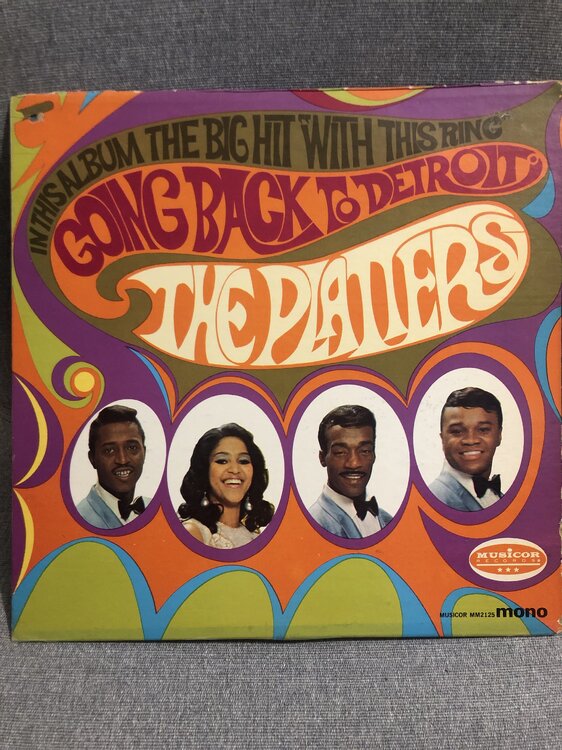 IN THIS ALBUM THE BIG HIT "WITH THIS RING"
GOING BACK TO DETROIT
THE PLATTERS
MUSICOR
RECORDS
MUSICOR MM2125 mono